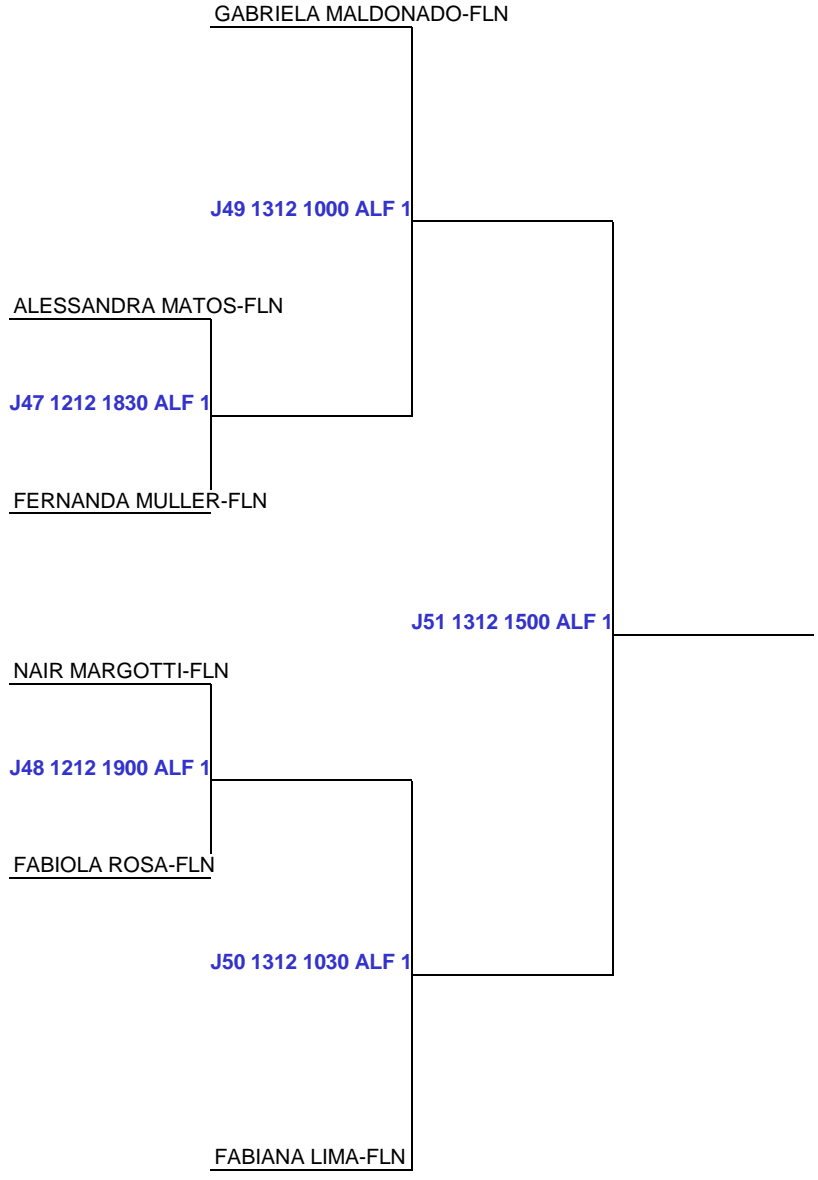 GABRIELA MALDONADO-FLN
J49 1312 1000 ALF 1
ALESSANDRA MATOS-FLN
J47 1212 1830 ALF 1
FERNANDA MULLER-FLN
J51 1312 1500 ALF 1
NAIR MARGOTTI-FLN
J48 1212 1900 ALF 1
FABIOLA ROSA-FLN
J50 1312 1030 ALF 1
FABIANA LIMA-FLN